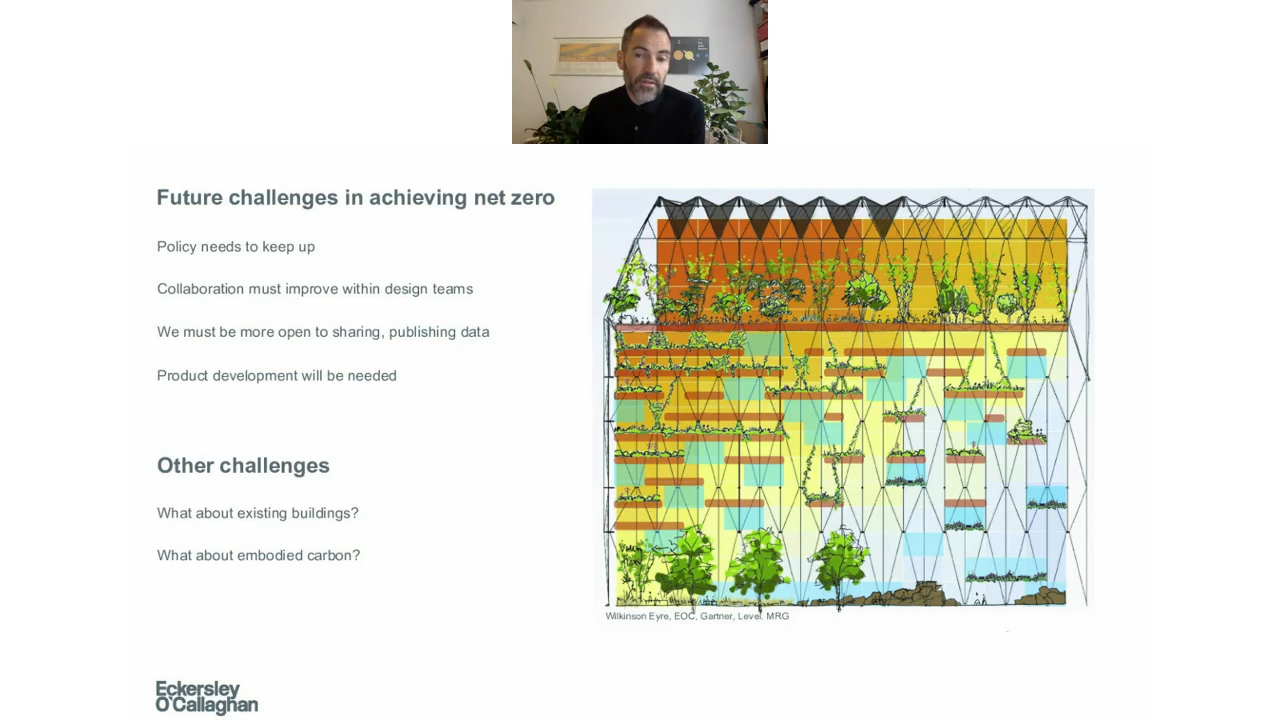 Future challenges in achieving net zero
Policy needs to keep up
Collaboration must improve within design teams
We must be more open to sharing, publishing data
Product development will be needed
Other challenges
What about existing buildings?
What about embodied carbon?
Wilkinson Eyre, EOC, Gartner, Level. MRG
Eckersley
O'Callaghan